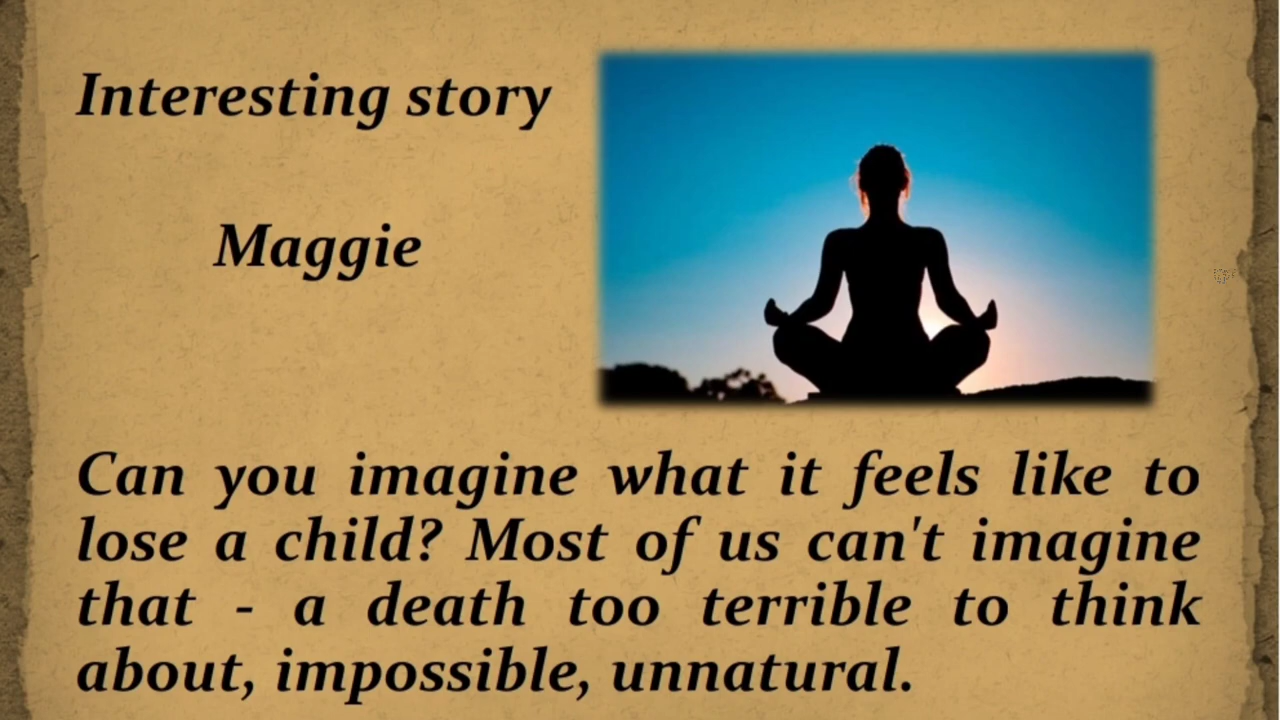 Interesting story
Maggie
Can you imagine what it feels like to
lose a child? Most of us can't imagine
that - a death too terrible to think
about, impossible, unnatural.